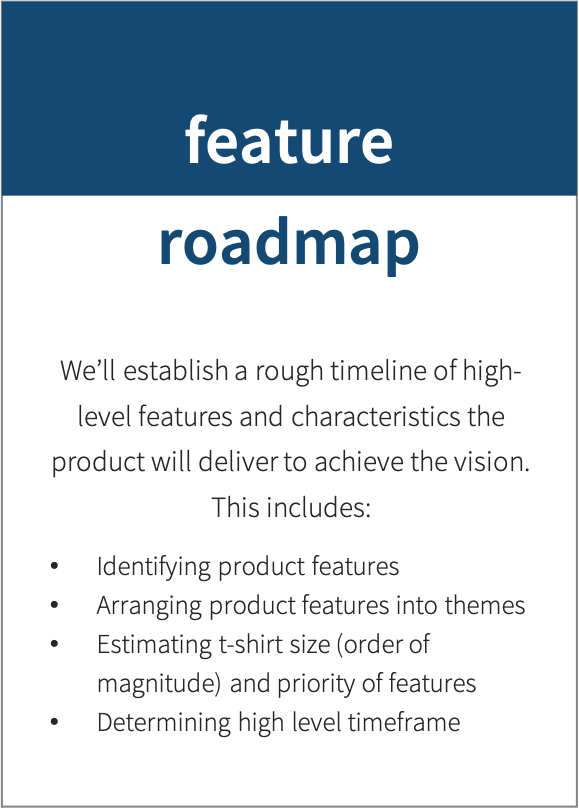 feature
roadmap
We’ll establish a rough timeline of high-
level features and characteristics the
product will deliver to achieve the vision.
This includes:
• Identifying product features
• Arranging product features into themes
• Estimating t-shirt size (order of
magnitude) and priority of features
• Determining high level timeframe